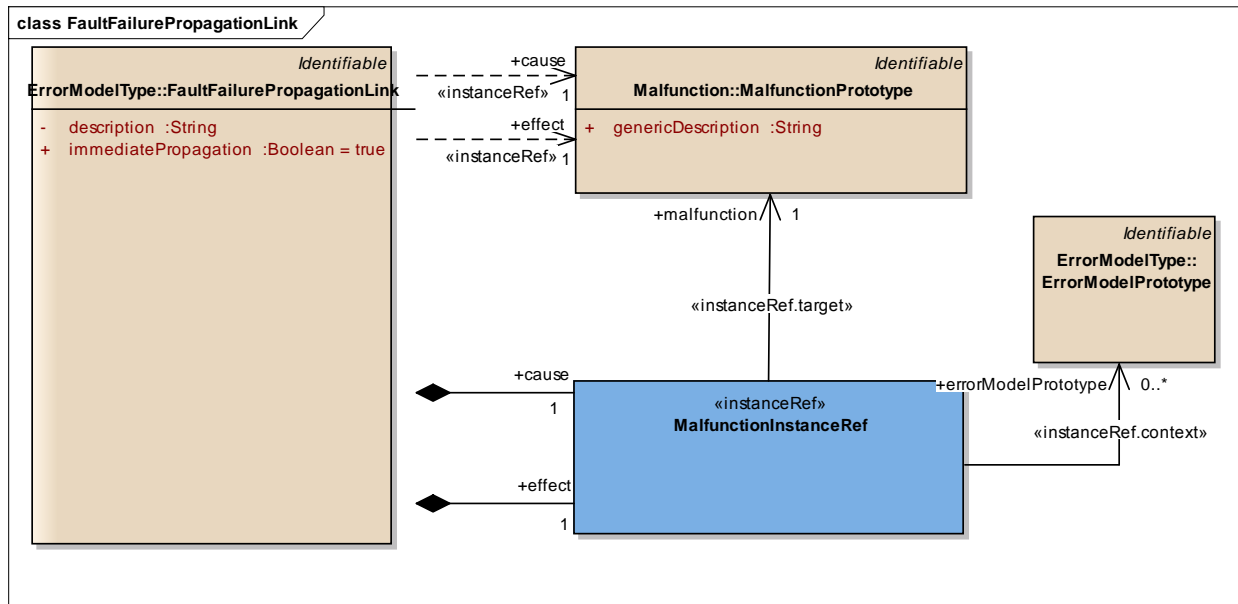 class FaultFailurePropagationLink
Identifiable
ErrorModelType::FaultFailurePropagationLink
- description :String
+ immediatePropagation :Boolean = true
+cause
«instanceRef» 1
+effect
«instanceRef» 1
Identifiable
Malfunction::MalfunctionPrototype
+ genericDescription :String
+malfunction 1
«instanceRef.target»
Identifiable
ErrorModelType::
ErrorModelPrototype
+errorModelPrototype 0..*
«instanceRef.context»
+cause
1
«instanceRef»
MalfunctionInstanceRef
+effect
1